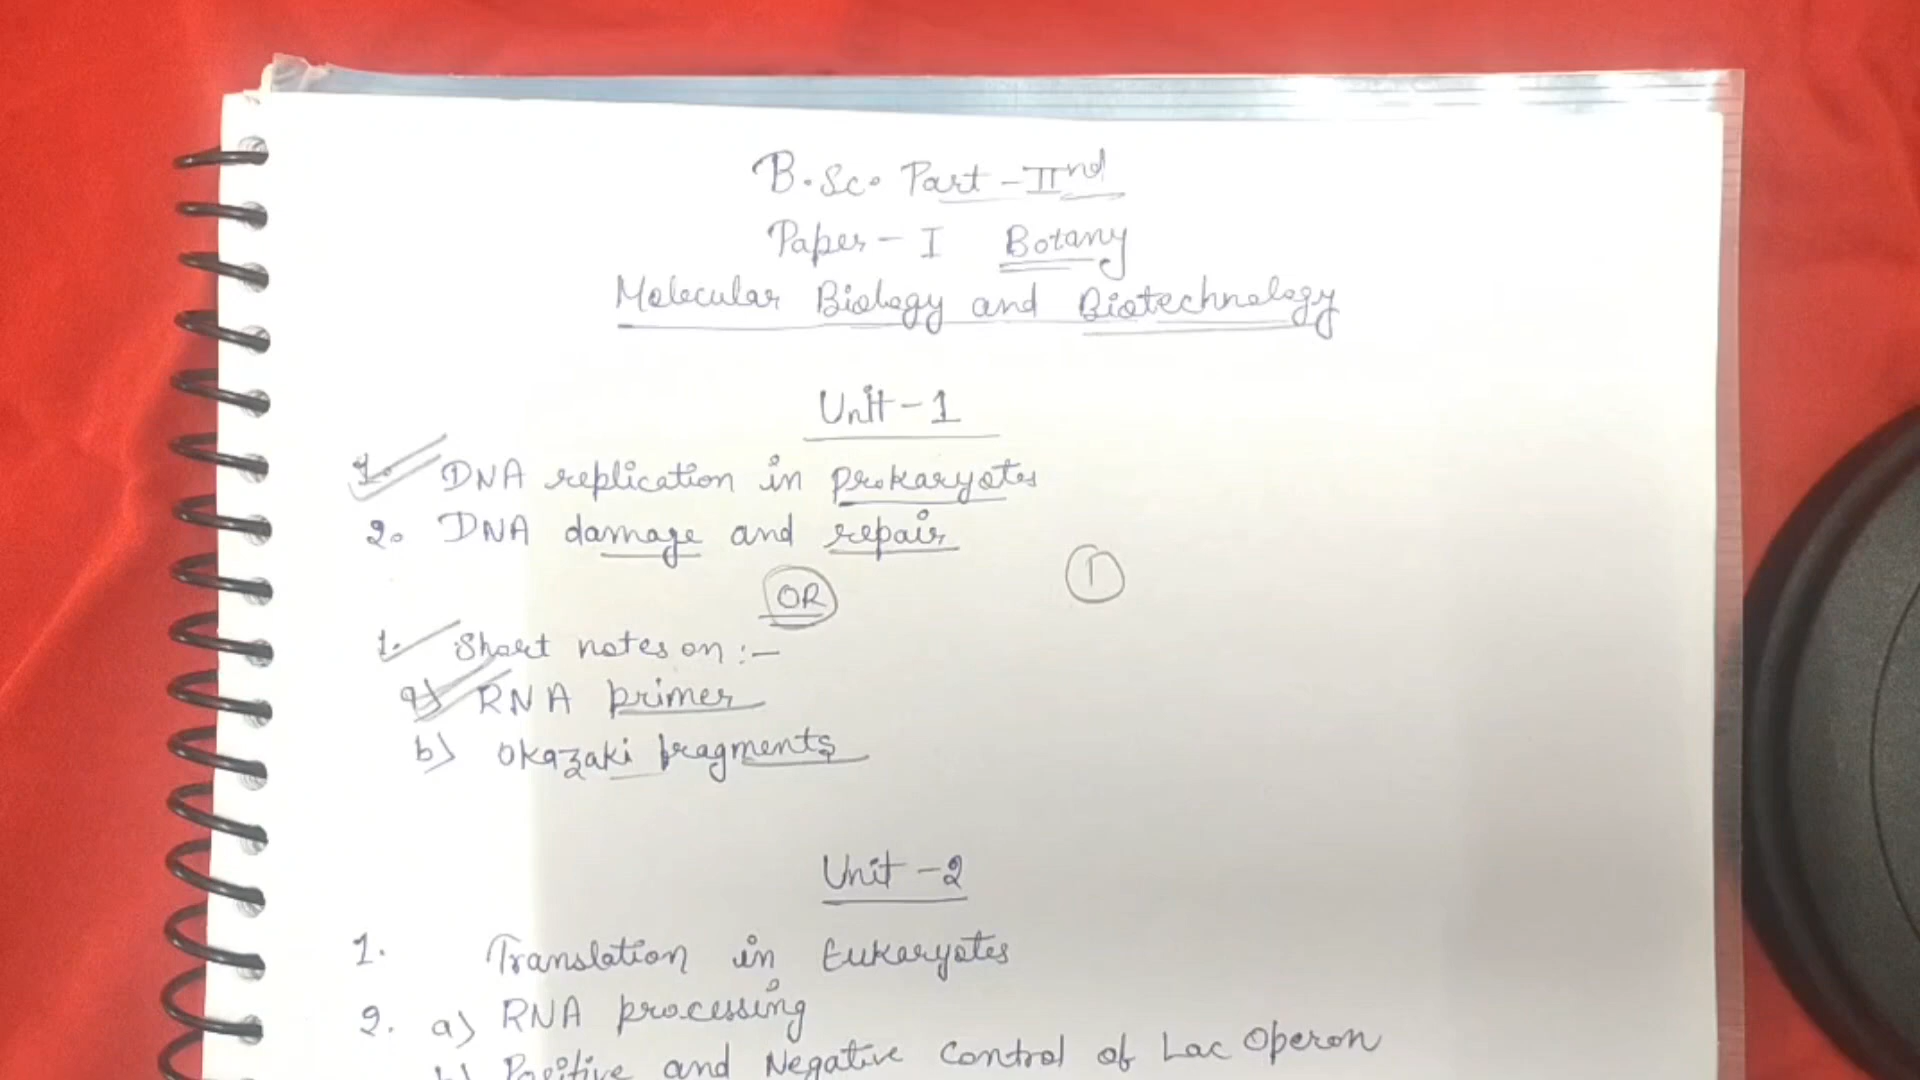 B.Sc. Part-IInd
Paper-I Botany
Molecular Biology and Biotechnology
Unit-1
1. DNA replication in prokaryotes
2. DNA damage and repair
OR
1
1. Short notes on :-
a) RNA primer
b) Okazaki fragments
Unit-2
1. Translation in Eukaryotes
2. a) RNA processing
b) Positive and Negative Control of Lac Operon